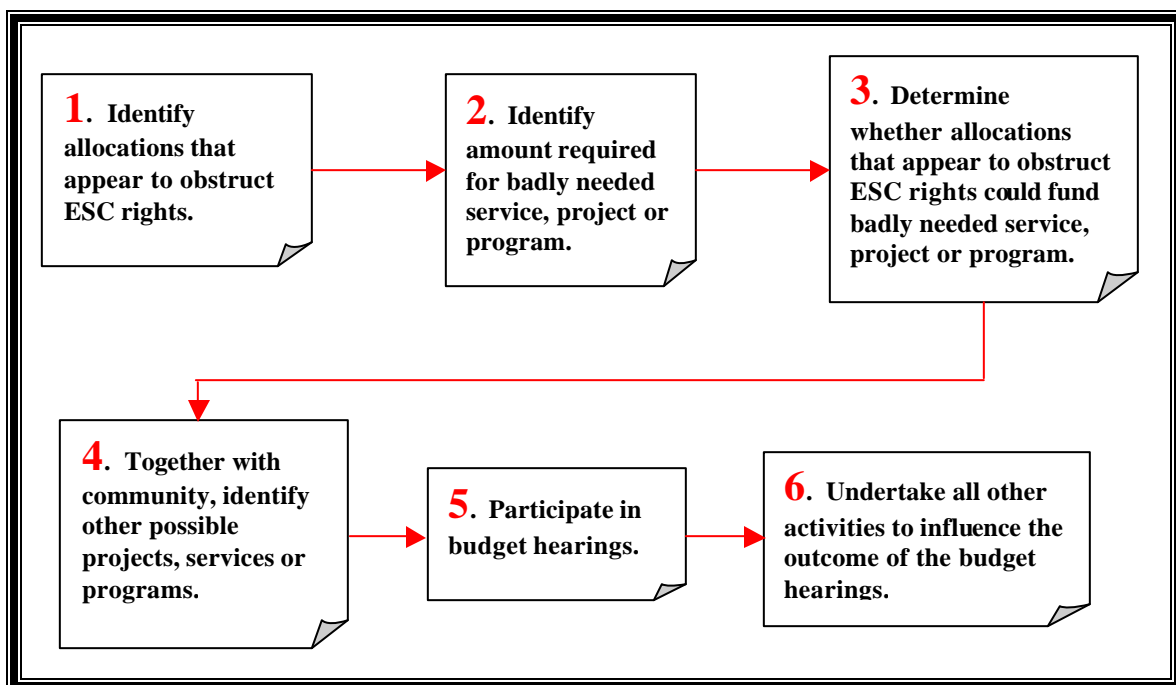 1. Identify
allocations that
appear to obstruct
ESC rights.
2. Identify
amount required
for badly needed
service, project or
program.
3. Determine
whether allocations
that appear to obstruct
ESC rights could fund
badly needed service,
project or program.
4. Together with
community, identify
other possible
projects, services or
programs.
5. Participate in
budget hearings.
6. Undertake all other
activities to influence the
outcome of the budget
hearings.